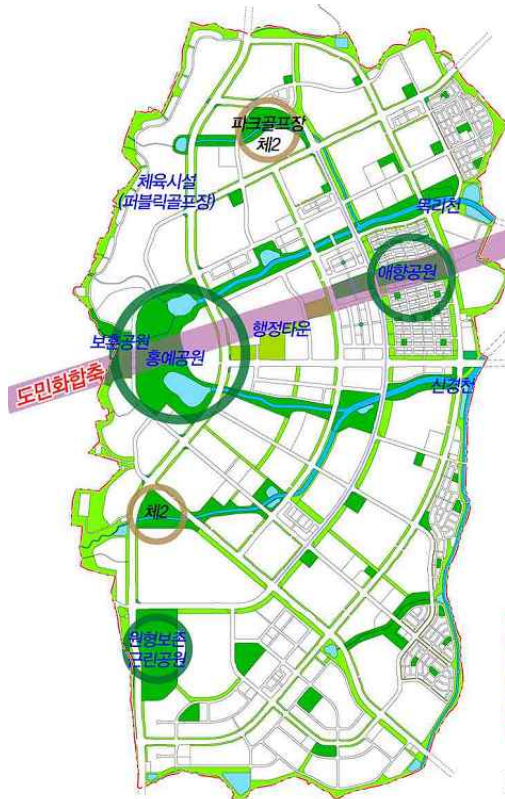 파크골프장
체2
체육시설
(퍼블릭골프장)
목리천
애향공원
보훈공원
홍예공원
행정타운
도민화합축
신경천
체2
원형보존
근린공원